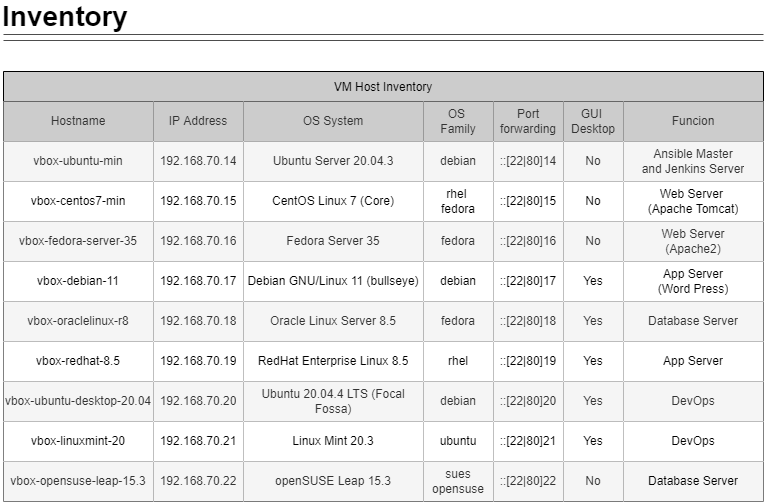 Inventory
VM Host Inventory
Hostname IP Address OS System OS Family Port forwarding GUI Desktop Funcion
vbox-ubuntu-min 192.168.70.14 Ubuntu Server 20.04.3 debian ::[22|80]14 No Ansible Master and Jenkins Server
vbox-centos7-min 192.168.70.15 CentOS Linux 7 (Core) rhel fedora ::[22|80]15 No Web Server (Apache Tomcat)
vbox-fedora-server-35 192.168.70.16 Fedora Server 35 fedora ::[22|80]16 No Web Server (Apache2)
vbox-debian-11 192.168.70.17 Debian GNU/Linux 11 (bullseye) debian ::[22|80]17 Yes App Server (Word Press)
vbox-oraclelinux-r8 192.168.70.18 Oracle Linux Server 8.5 fedora ::[22|80]18 Yes Database Server
vbox-redhat-8.5 192.168.70.19 RedHat Enterprise Linux 8.5 rhel ::[22|80]19 Yes App Server
vbox-ubuntu-desktop-20.04 192.168.70.20 Ubuntu 20.04.4 LTS (Focal Fossa) debian ::[22|80]20 Yes DevOps
vbox-linuxmint-20 192.168.70.21 Linux Mint 20.3 ubuntu ::[22|80]21 Yes DevOps
vbox-opensuse-leap-15.3 192.168.70.22 openSUSE Leap 15.3 sues opensuse ::[22|80]22 No Database Server